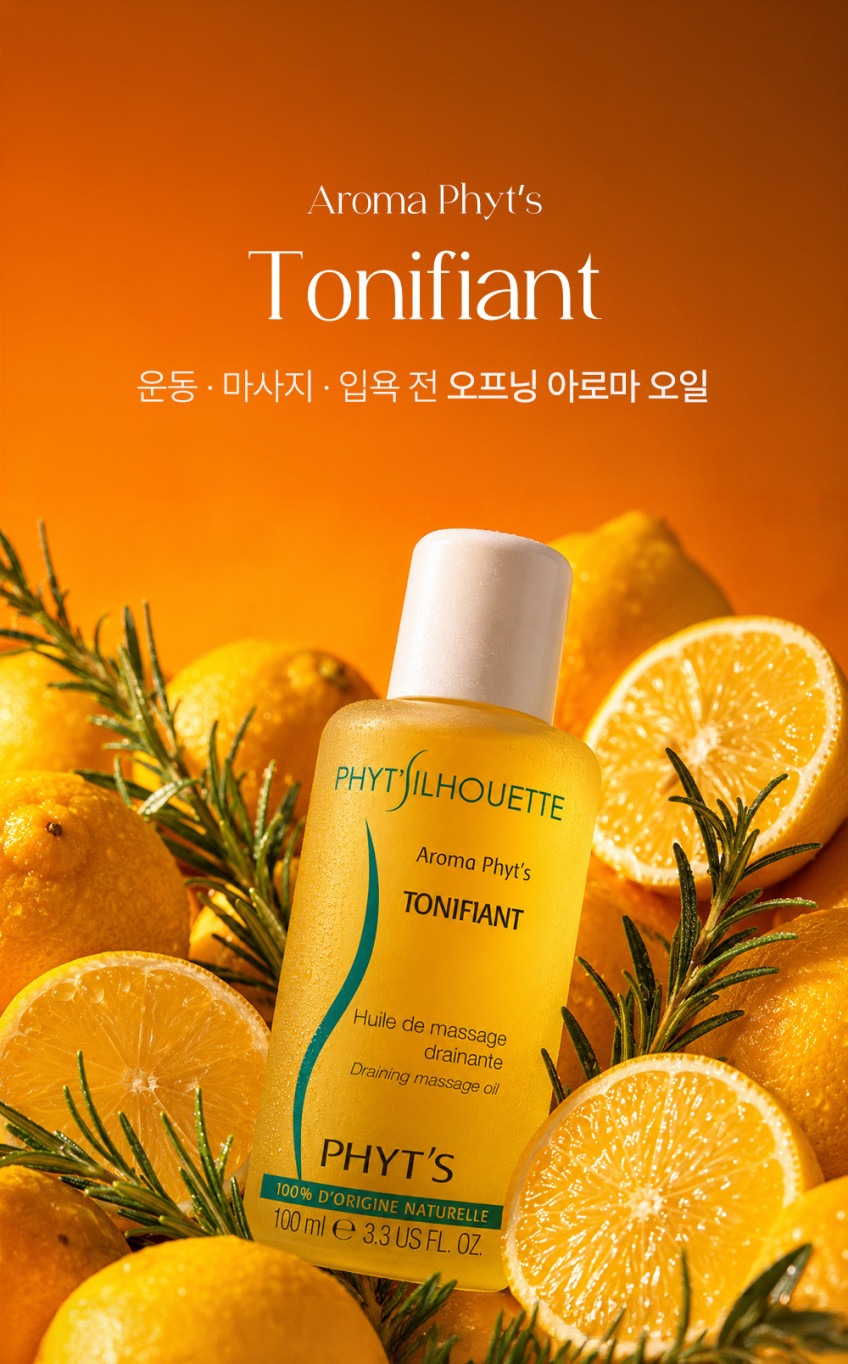 Aroma Phyt's
Tonifiant
운동 · 마사지 · 입욕 전 오프닝 아로마 오일
PHYT'SILHOUETTE
Aroma Phyt's
TONIFIANT
Huile de massage
drainante
Draining massage oil
PHYT'S
100% D'ORIGINE NATURELLE
100 ml ℮ 3.3 US FL. OZ.